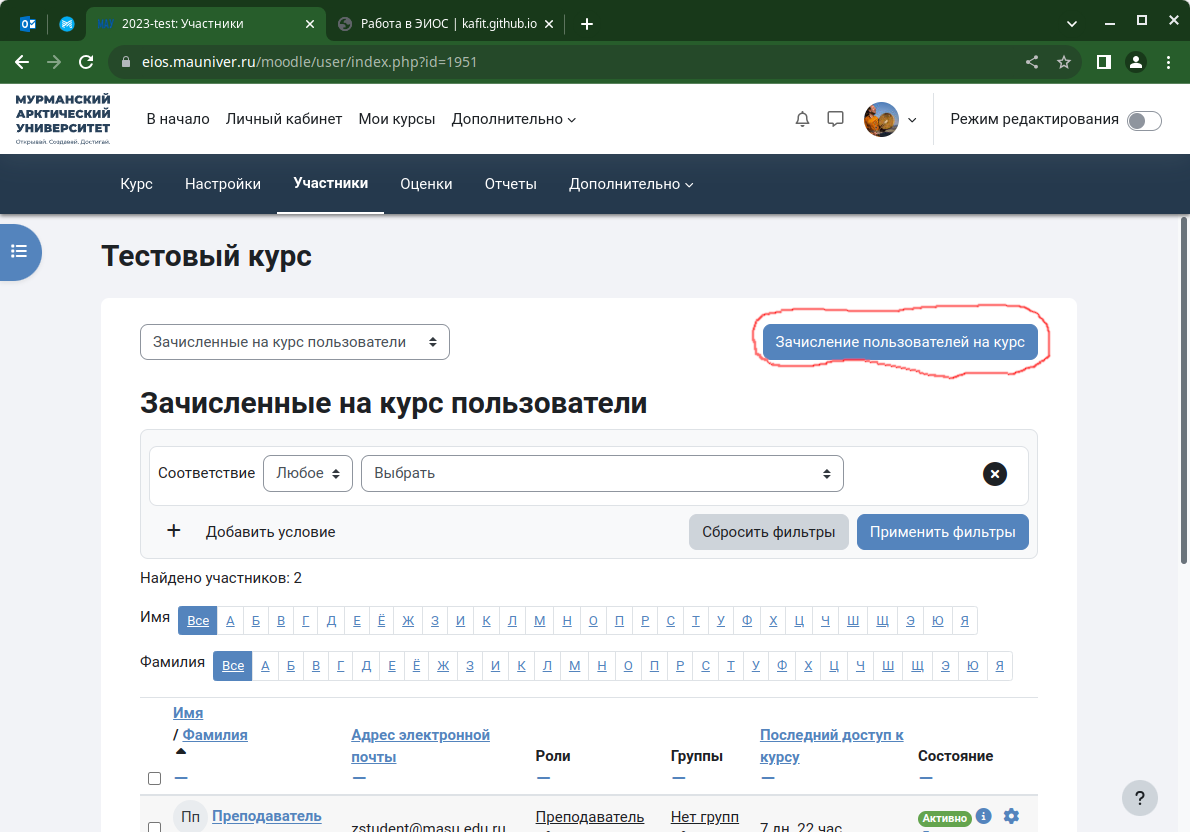 2023-test: Участники
Работа в ЭИОС | kafit.github.io
eios.mauniver.ru/moodle/user/index.php?id=1951
МУРМАНСКИЙ
АРКТИЧЕСКИЙ
УНИВЕРСИТЕТ
Открывай. Создавай. Достигай.
В начало Личный кабинет Мои курсы Дополнительно
Режим редактирования
Курс Настройки Участники Оценки Отчеты Дополнительно
Тестовый курс
Зачисленные на курс пользователи
Зачисление пользователей на курс
Зачисленные на курс пользователи
Соответствие Любое Выбрать
Добавить условие Сбросить фильтры Применить фильтры
Найдено участников: 2
Имя Все А Б В Г Д Е Ё Ж З И К Л М Н О П Р С Т У Ф Х Ц Ч Ш Щ Э Ю Я
Фамилия Все А Б В Г Д Е Ё Ж З И К Л М Н О П Р С Т У Ф Х Ц Ч Ш Щ Э Ю Я
Имя
/ Фамилия
Адрес электронной
почты
Роли
Группы
Последний доступ к
курсу
Состояние
Пп Преподаватель
zstudent@masu.edu.ru
Преподаватель
Нет групп
7 дн. 22 час.
Активно
?